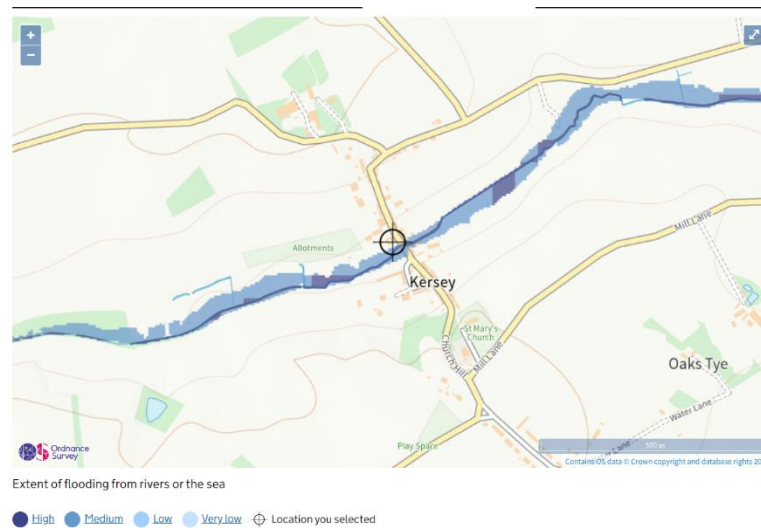 +
−
Allotments
Kersey
Mill Lane
St Mary's
Church
Church Hill
Mill Lane
Oaks Tye
Water Lane
Play Space
500 m
Ordnance
Survey
Contains OS data © Crown copyright and database rights 20
Extent of flooding from rivers or the sea
High Medium Low Very low Location you selected